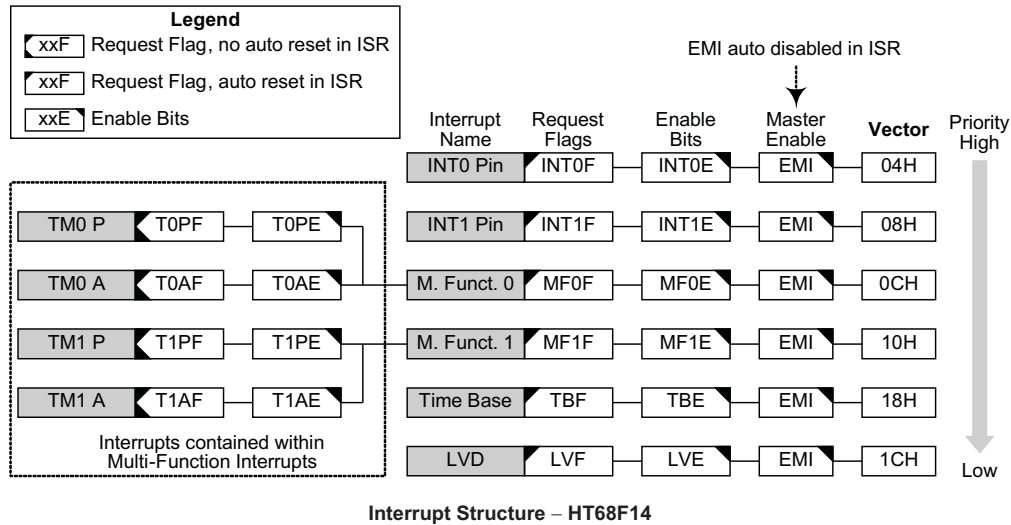 Legend
xxF Request Flag, no auto reset in ISR
xxF Request Flag, auto reset in ISR
xxE Enable Bits
EMI auto disabled in ISR
Interrupt Name
Request Flags
Enable Bits
Master Enable
Vector
Priority High
INT0 Pin INT0F INT0E EMI 04H
TM0 P T0PF T0PE
INT1 Pin INT1F INT1E EMI 08H
TM0 A T0AF T0AE
M. Funct. 0 MF0F MF0E EMI 0CH
TM1 P T1PF T1PE
M. Funct. 1 MF1F MF1E EMI 10H
TM1 A T1AF T1AE
Time Base TBF TBE EMI 18H
Interrupts contained within
Multi-Function Interrupts
LVD LVF LVE EMI 1CH
Low
Interrupt Structure – HT68F14